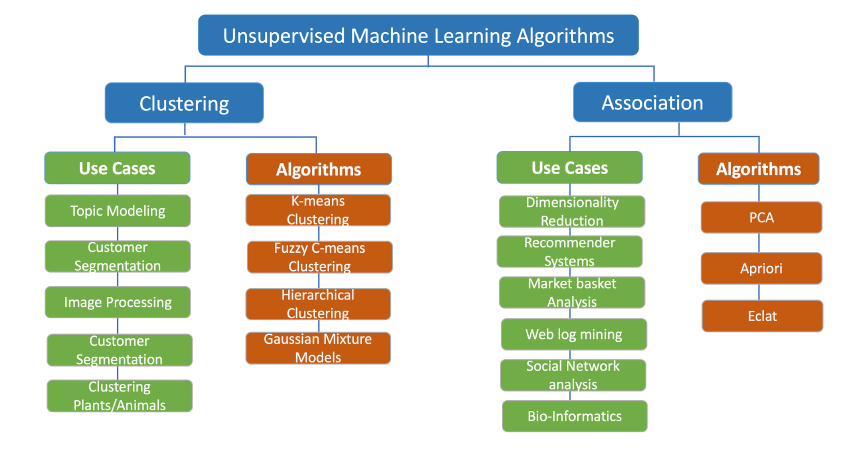 Unsupervised Machine Learning Algorithms
Clustering
Association
Use Cases
Topic Modeling
Customer
Segmentation
Image Processing
Customer
Segmentation
Clustering
Plants/Animals
Algorithms
K-means
Clustering
Fuzzy C-means
Clustering
Hierarchical
Clustering
Gaussian Mixture
Models
Use Cases
Dimensionality
Reduction
Recommender
Systems
Market basket
Analysis
Web log mining
Social Network
analysis
Bio-Informatics
Algorithms
PCA
Apriori
Eclat